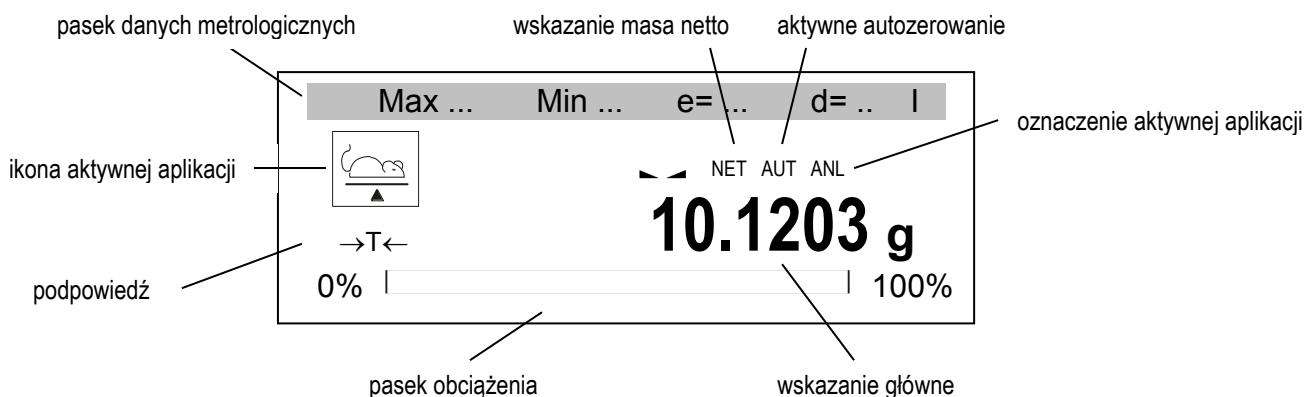 pasek danych metrologicznych wskazanie masa netto aktywne autozerowanie
Max ... Min ... e= ... d= .. I
oznaczenie aktywnej aplikacji
ikona aktywnej aplikacji
NET AUT ANL
10.1203 g
→T←
podpowiedź
0% 100%
pasek obciążenia wskazanie główne